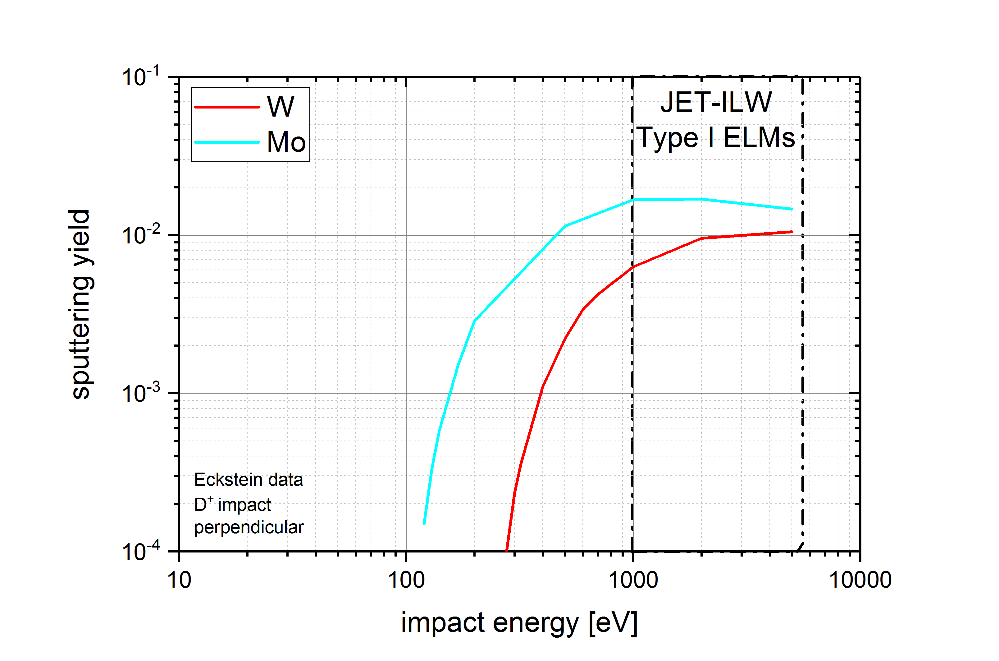 10⁻¹
W
Mo
JET-ILW
Type I ELMs
10⁻²
sputtering yield
10⁻³
Eckstein data
D⁺ impact
perpendicular
10⁻⁴
10 100 1000 10000
impact energy [eV]